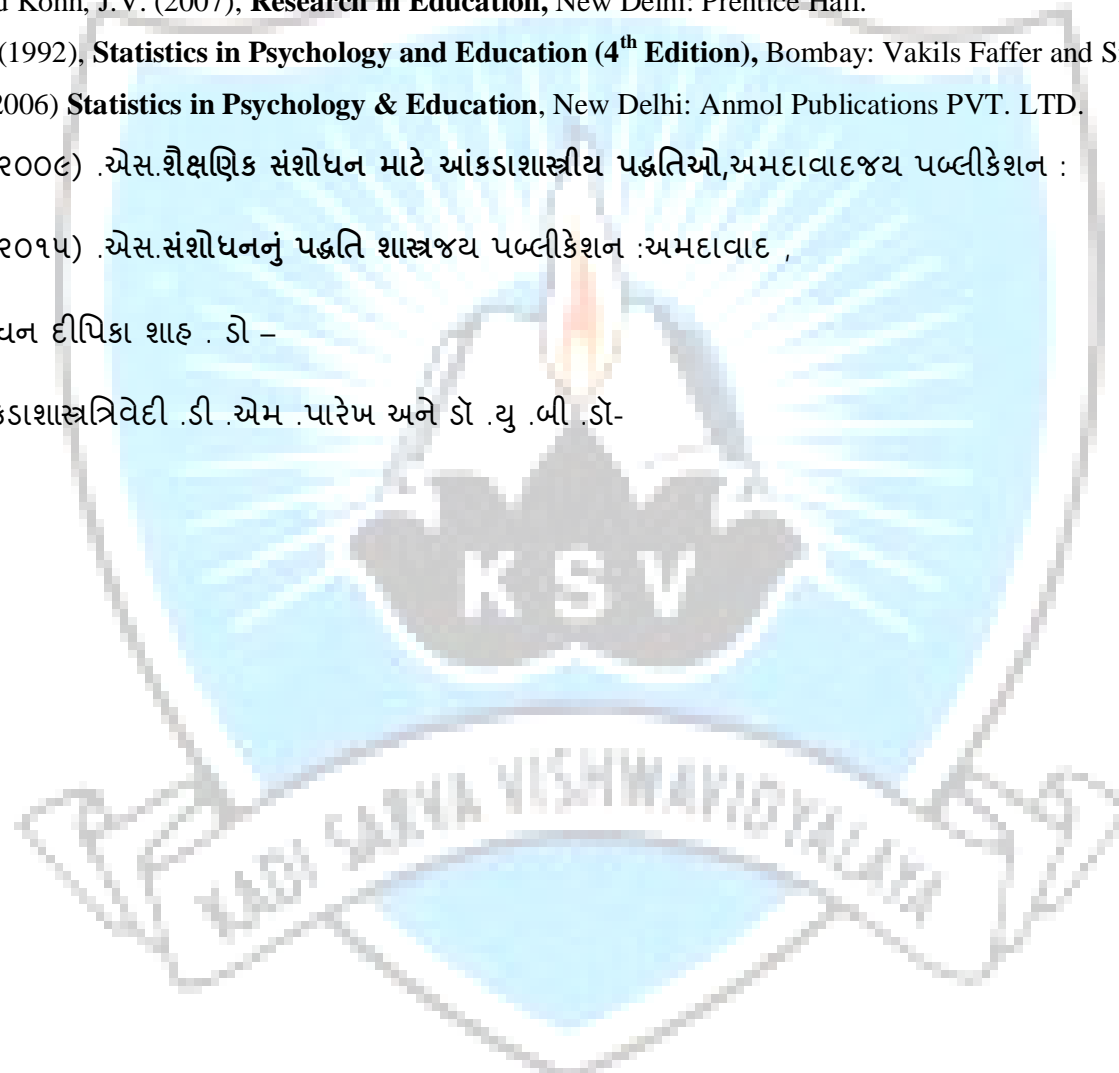 d Kohn, J.V. (2007), Research in Education, New Delhi: Prentice Hall.
(1992), Statistics in Psychology and Education (4th Edition), Bombay: Vakils Faffer and S
2006) Statistics in Psychology & Education, New Delhi: Anmol Publications PVT. LTD.
૨૦૦૯) .એસ.શૈક્ષણિક સંશોધન માટે આંકડાશાસ્ત્રીય પદ્ધતિઓ,અમદાવાદજય પબ્લીકેશન :
૨૦૧૫) .એસ.સંશોધનનું પદ્ધતિ શાસ્ત્રજય પબ્લીકેશન :અમદાવાદ ,
ધન દીપિકા શાહ . ડો –
કડાશાસ્ત્રત્રિવેદી .ડી .એમ .પારેખ અને ડૉ .યુ .બી .ડૉ-
KSV
KADI SARVA VISHWAVIDYALAYA